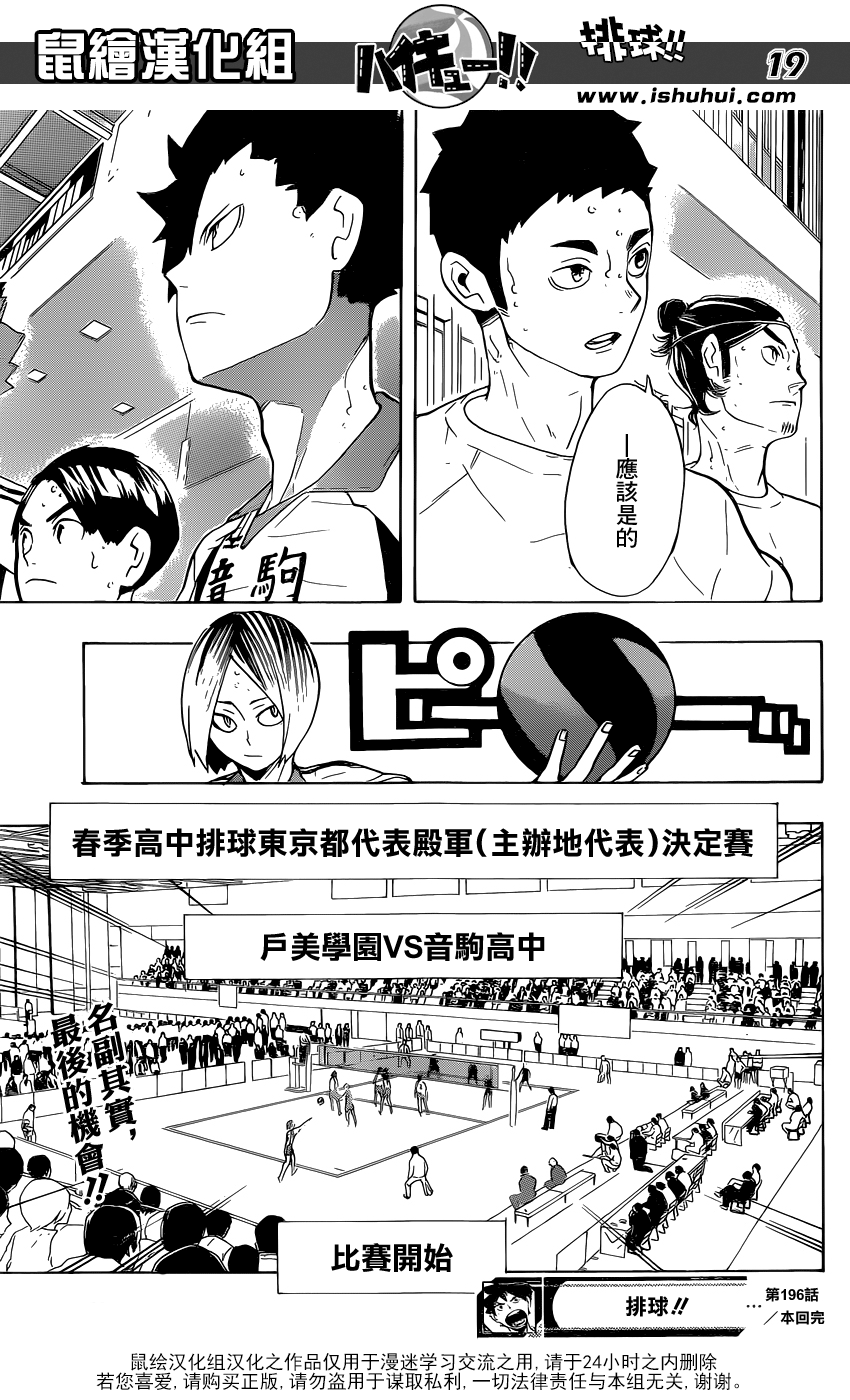 鼠繪漢化組
ハイキュー!!
排球!!
19
www.ishuhui.com
—應該是的
音駒
ピー
春季高中排球東京都代表殿軍(主辦地代表)決定賽
戶美學園VS音駒高中
名副其實,
最後的機會!!
比賽開始
排球!!
…第196話
／本回完
鼠绘汉化组汉化之作品仅用于漫迷学习交流之用, 请于24小时之内删除
若您喜爱, 请购买正版, 请勿盗用于谋取私利, 一切法律责任与本组无关, 谢谢。